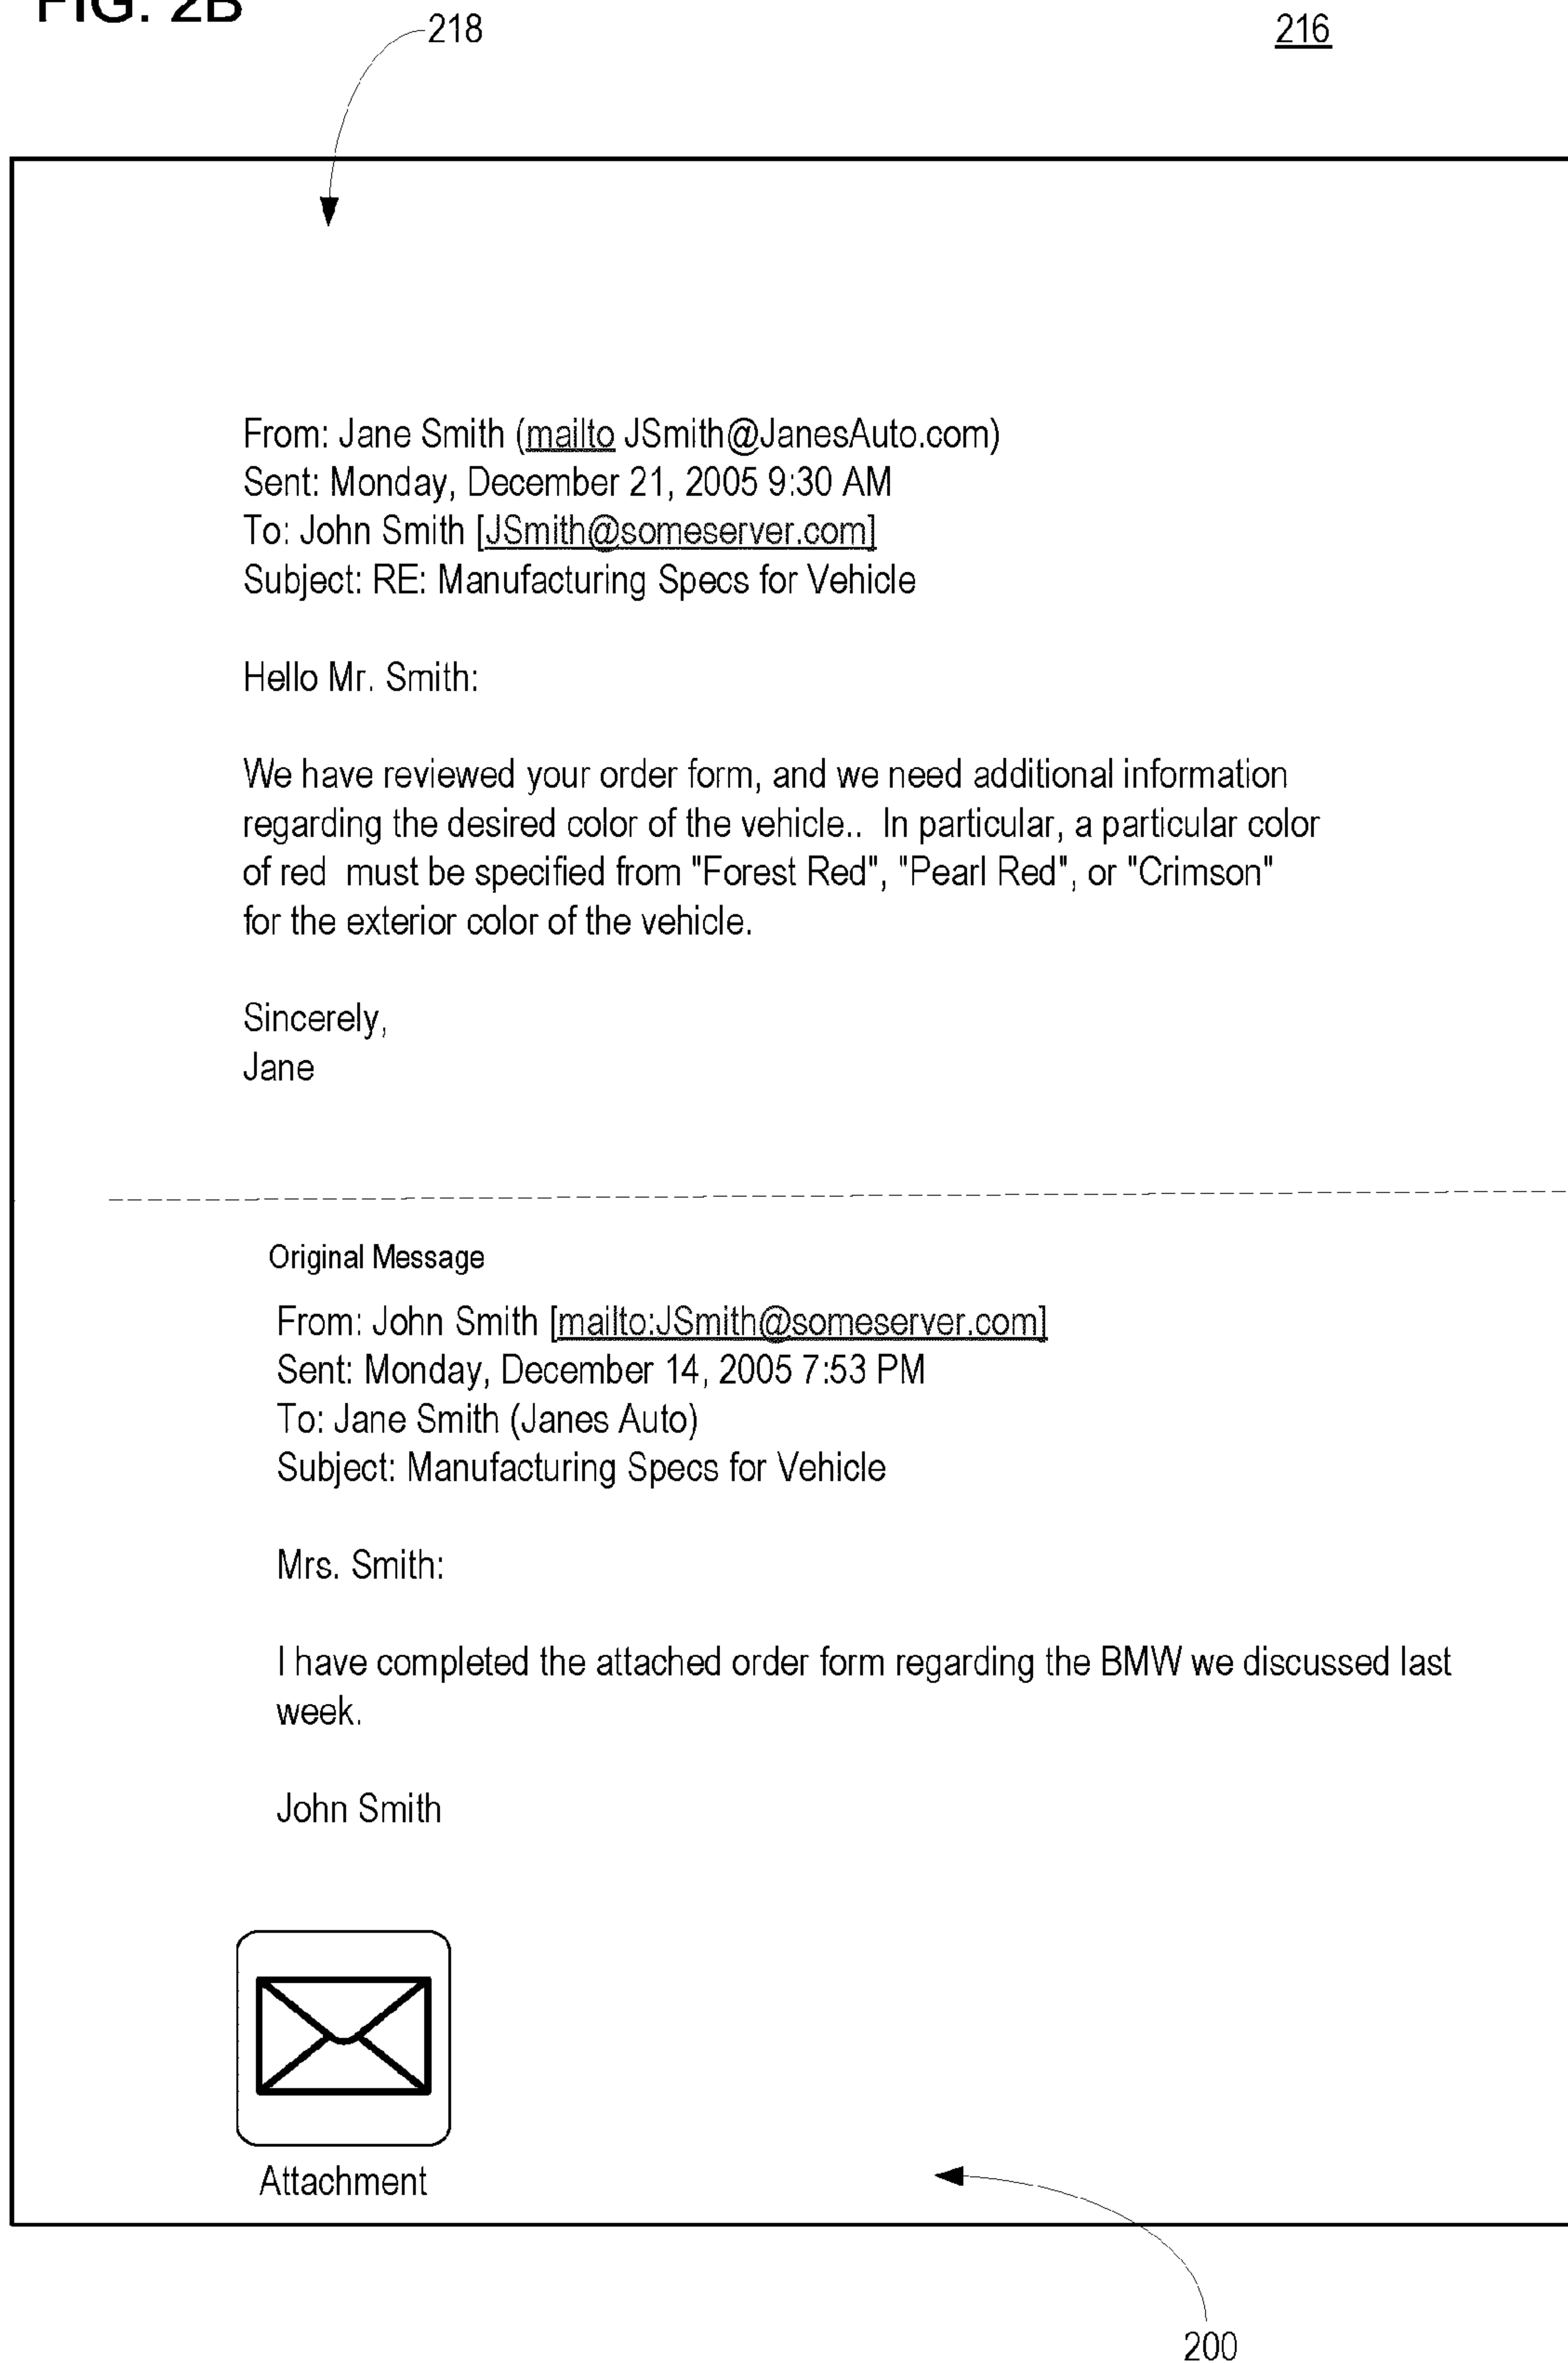 FIG. 2B
218
216
From: Jane Smith (mailto JSmith@JanesAuto.com)
Sent: Monday, December 21, 2005 9:30 AM
To: John Smith [JSmith@someserver.com]
Subject: RE: Manufacturing Specs for Vehicle
Hello Mr. Smith:
We have reviewed your order form, and we need additional information
regarding the desired color of the vehicle.. In particular, a particular color
of red must be specified from "Forest Red", "Pearl Red", or "Crimson"
for the exterior color of the vehicle.
Sincerely,
Jane
Original Message
From: John Smith [mailto:JSmith@someserver.com]
Sent: Monday, December 14, 2005 7:53 PM
To: Jane Smith (Janes Auto)
Subject: Manufacturing Specs for Vehicle
Mrs. Smith:
I have completed the attached order form regarding the BMW we discussed last
week.
John Smith
Attachment
200